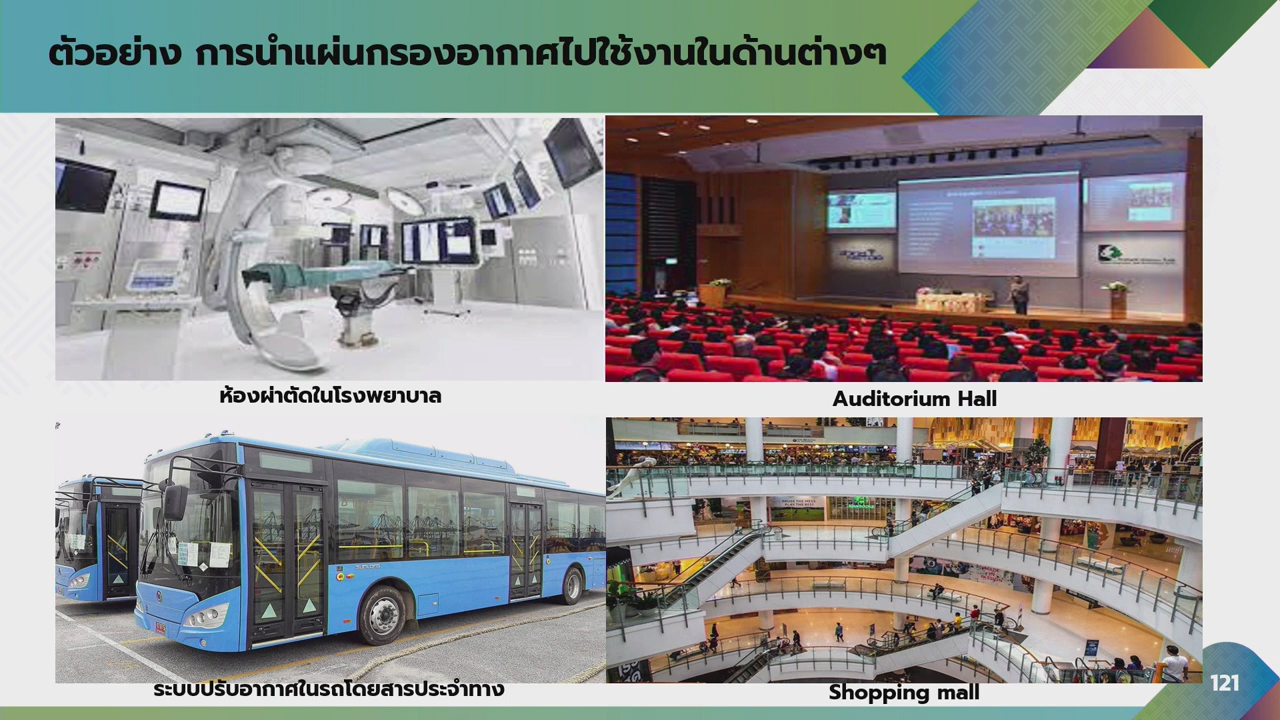 ตัวอย่าง การนำแผ่นกรองอากาศไปใช้งานในด้านต่างๆ
ห้องผ่าตัดในโรงพยาบาล
Auditorium Hall
ระบบปรับอากาศในรถโดยสารประจำทาง
Shopping mall
121